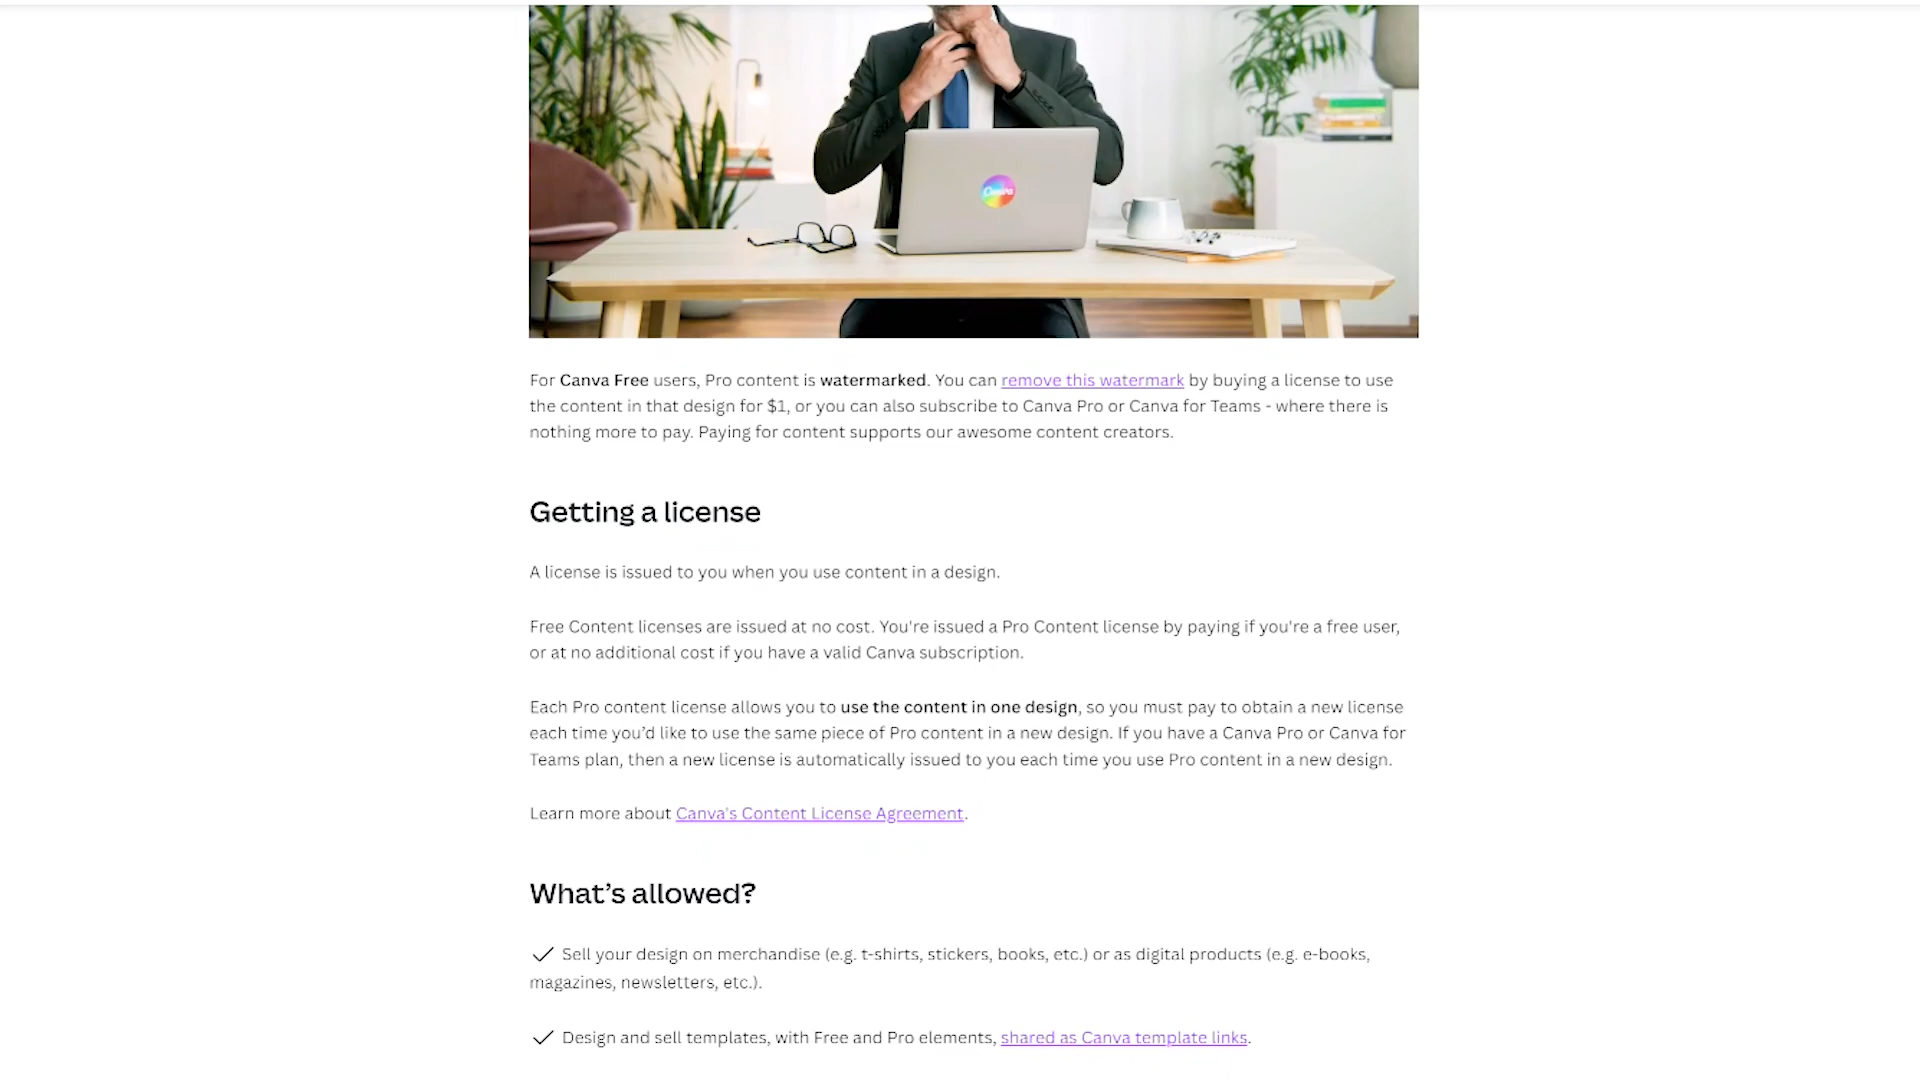 Canva
For Canva Free users, Pro content is watermarked. You can remove this watermark by buying a license to use
the content in that design for $1, or you can also subscribe to Canva Pro or Canva for Teams - where there is
nothing more to pay. Paying for content supports our awesome content creators.
Getting a license
A license is issued to you when you use content in a design.
Free Content licenses are issued at no cost. You're issued a Pro Content license by paying if you're a free user,
or at no additional cost if you have a valid Canva subscription.
Each Pro content license allows you to use the content in one design, so you must pay to obtain a new license
each time you’d like to use the same piece of Pro content in a new design. If you have a Canva Pro or Canva for
Teams plan, then a new license is automatically issued to you each time you use Pro content in a new design.
Learn more about Canva's Content License Agreement.
What’s allowed?
✓ Sell your design on merchandise (e.g. t-shirts, stickers, books, etc.) or as digital products (e.g. e-books,
magazines, newsletters, etc.).
✓ Design and sell templates, with Free and Pro elements, shared as Canva template links.